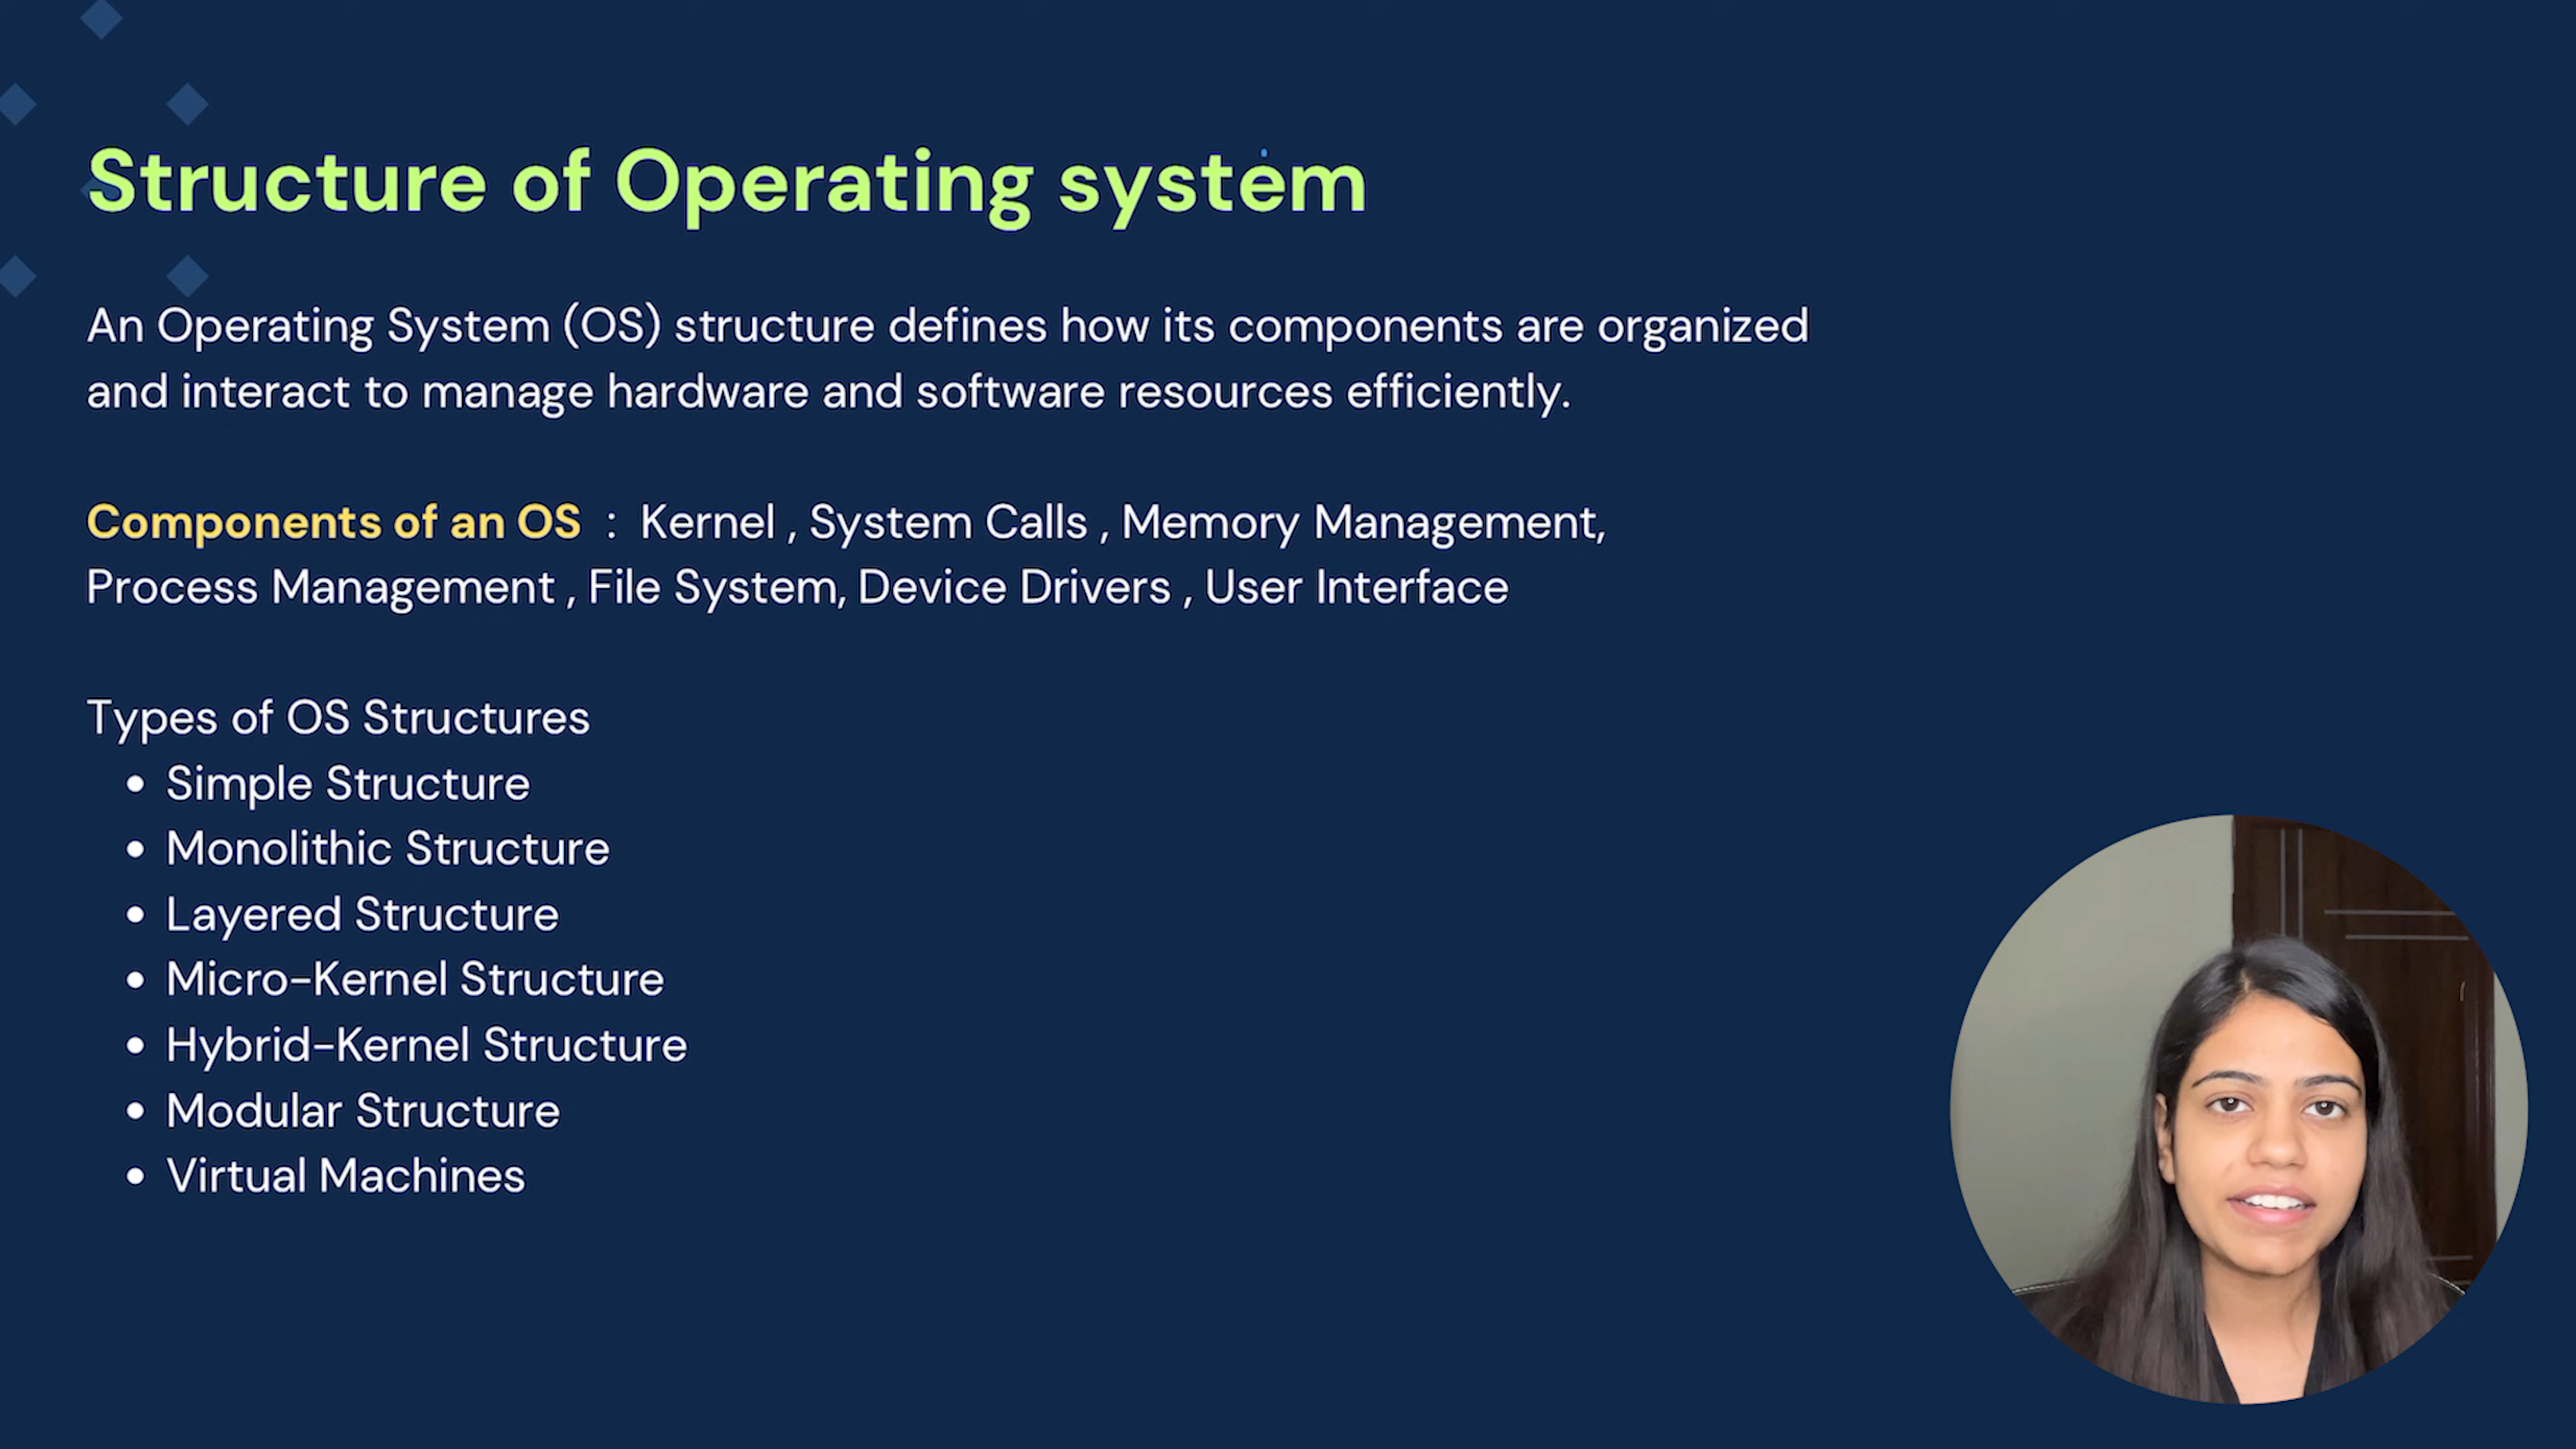 Structure of Operating system
An Operating System (OS) structure defines how its components are organized
and interact to manage hardware and software resources efficiently.
Components of an OS : Kernel , System Calls , Memory Management,
Process Management , File System, Device Drivers , User Interface
Types of OS Structures
• Simple Structure
• Monolithic Structure
• Layered Structure
• Micro-Kernel Structure
• Hybrid-Kernel Structure
• Modular Structure
• Virtual Machines